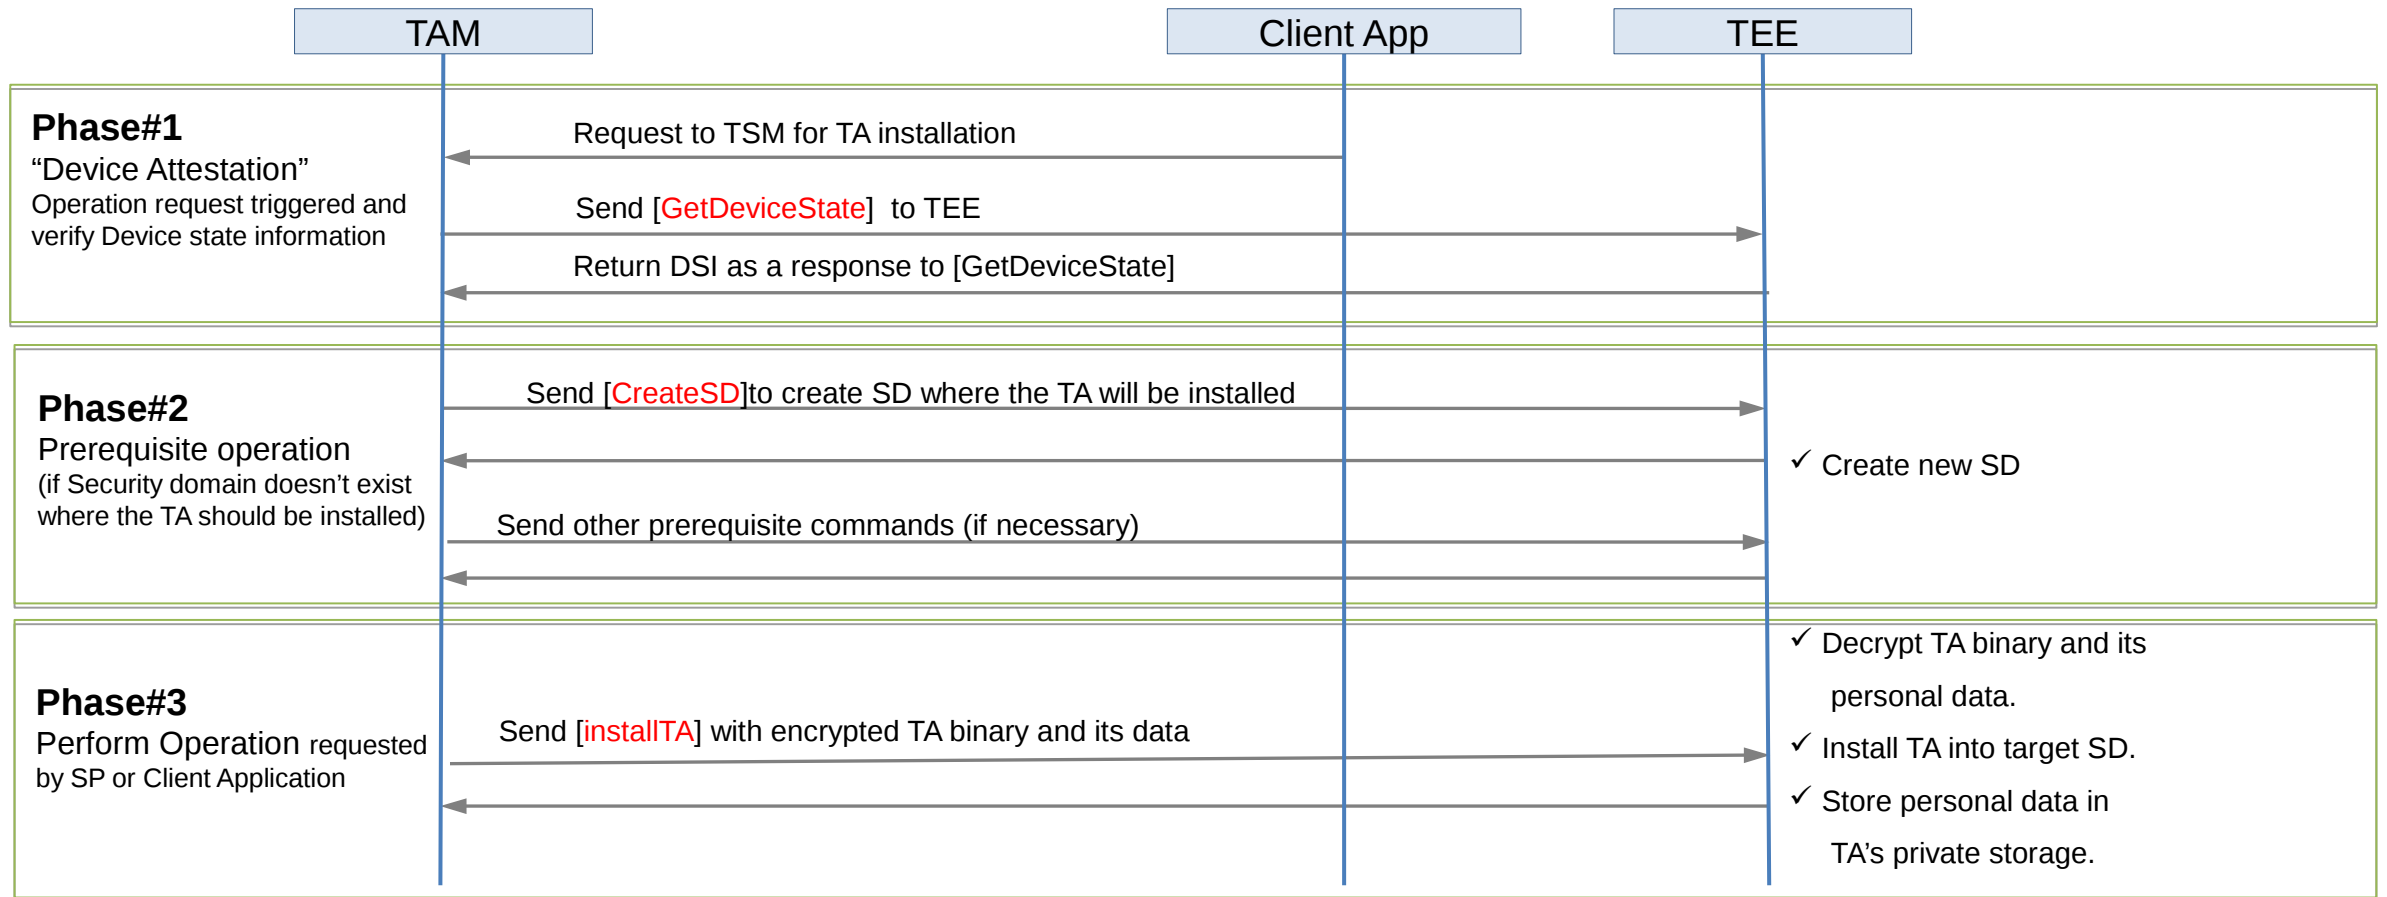 TAM
Client App
TEE
Phase#1
“Device Attestation”
Operation request triggered and
verify Device state information
Request to TSM for TA installation
Send [GetDeviceState]  to TEE
Return DSI as a response to [GetDeviceState]
Phase#2
Prerequisite operation
(if Security domain doesn’t exist
where the TA should be installed)
Send [CreateSD]to create SD where the TA will be installed
✓ Create new SD
Send other prerequisite commands (if necessary)
Phase#3
Perform Operation requested
by SP or Client Application
Send [installTA] with encrypted TA binary and its data
✓ Decrypt TA binary and its
personal data.
✓ Install TA into target SD.
✓ Store personal data in
TA’s private storage.